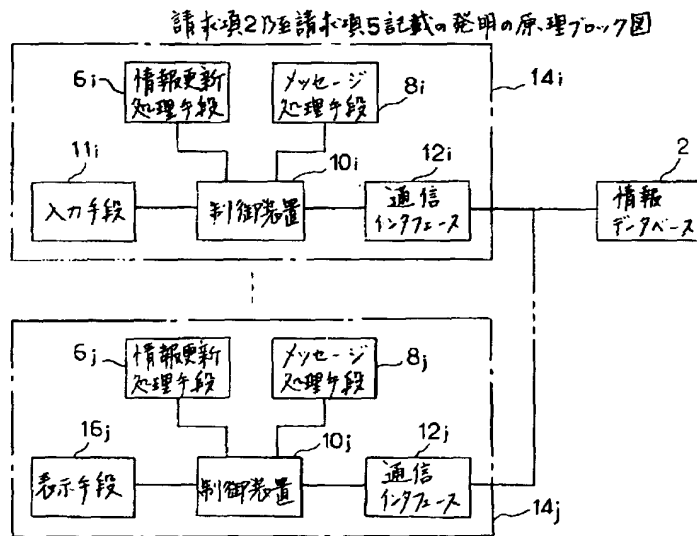 請求項2乃至請求項5記載の発明の原理ブロック図
6i
情報更新
処理手段
メッセージ
処理手段
8i
14i
11i
入力手段
10i
制御装置
12i
通信
インタフェース
2
情報
データベース
6j
情報更新
処理手段
メッセージ
処理手段
8j
16j
表示手段
10j
制御装置
12j
通信
インタフェース
14j